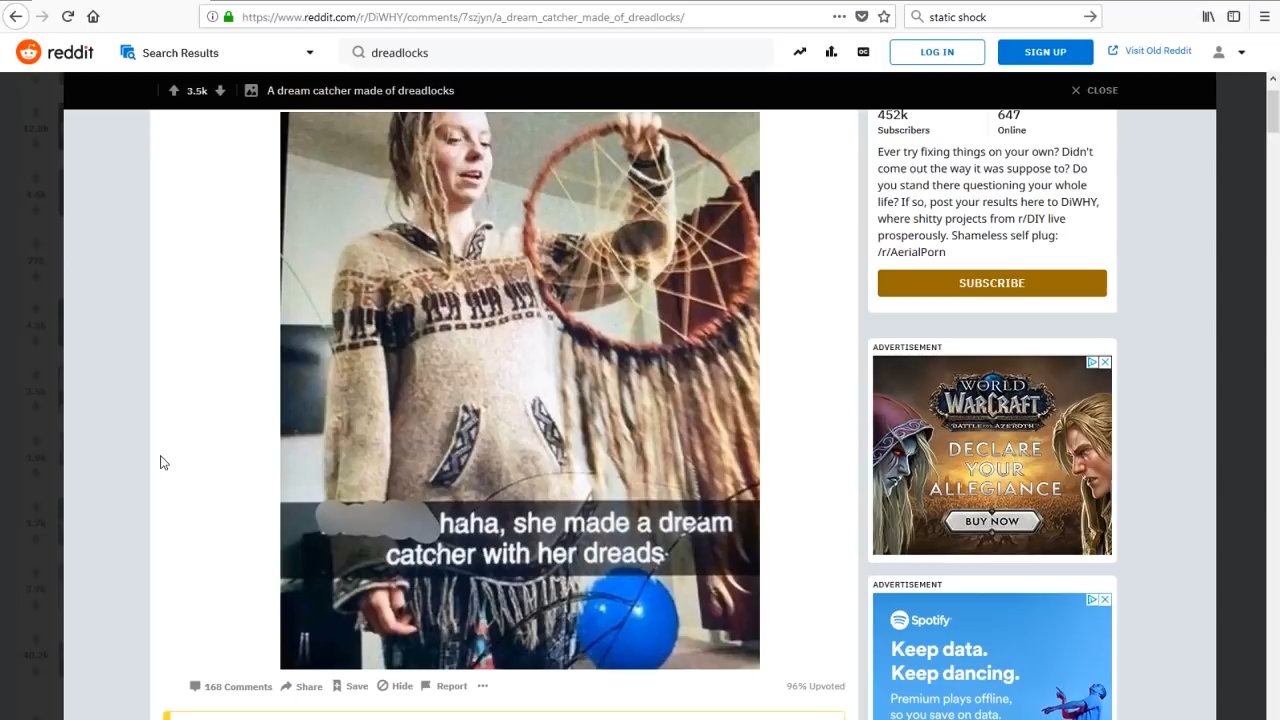 https://www.reddit.com/r/DiWHY/comments/7szjyn/a_dream_catcher_made_of_dreadlocks/
static shock
reddit
Search Results
dreadlocks
LOG IN
SIGN UP
Visit Old Reddit
3.5k
A dream catcher made of dreadlocks
CLOSE
452k
647
Subscribers
Online
Ever try fixing things on your own? Didn't
come out the way it was suppose to? Do
you stand there questioning your whole
life? If so, post your results here to DiWHY,
where shitty projects from r/DIY live
prosperously. Shameless self plug:
/r/AerialPorn
SUBSCRIBE
ADVERTISEMENT
WORLD
OF
WARCRAFT
BATTLE FOR AZEROTH
DECLARE
YOUR
ALLEGIANCE
BUY NOW
haha, she made a dream
catcher with her dreads
ADVERTISEMENT
Spotify
Keep data.
Keep dancing.
Premium plays offline,
so you save on data.
168 Comments
Share
Save
Hide
Report
96% Upvoted